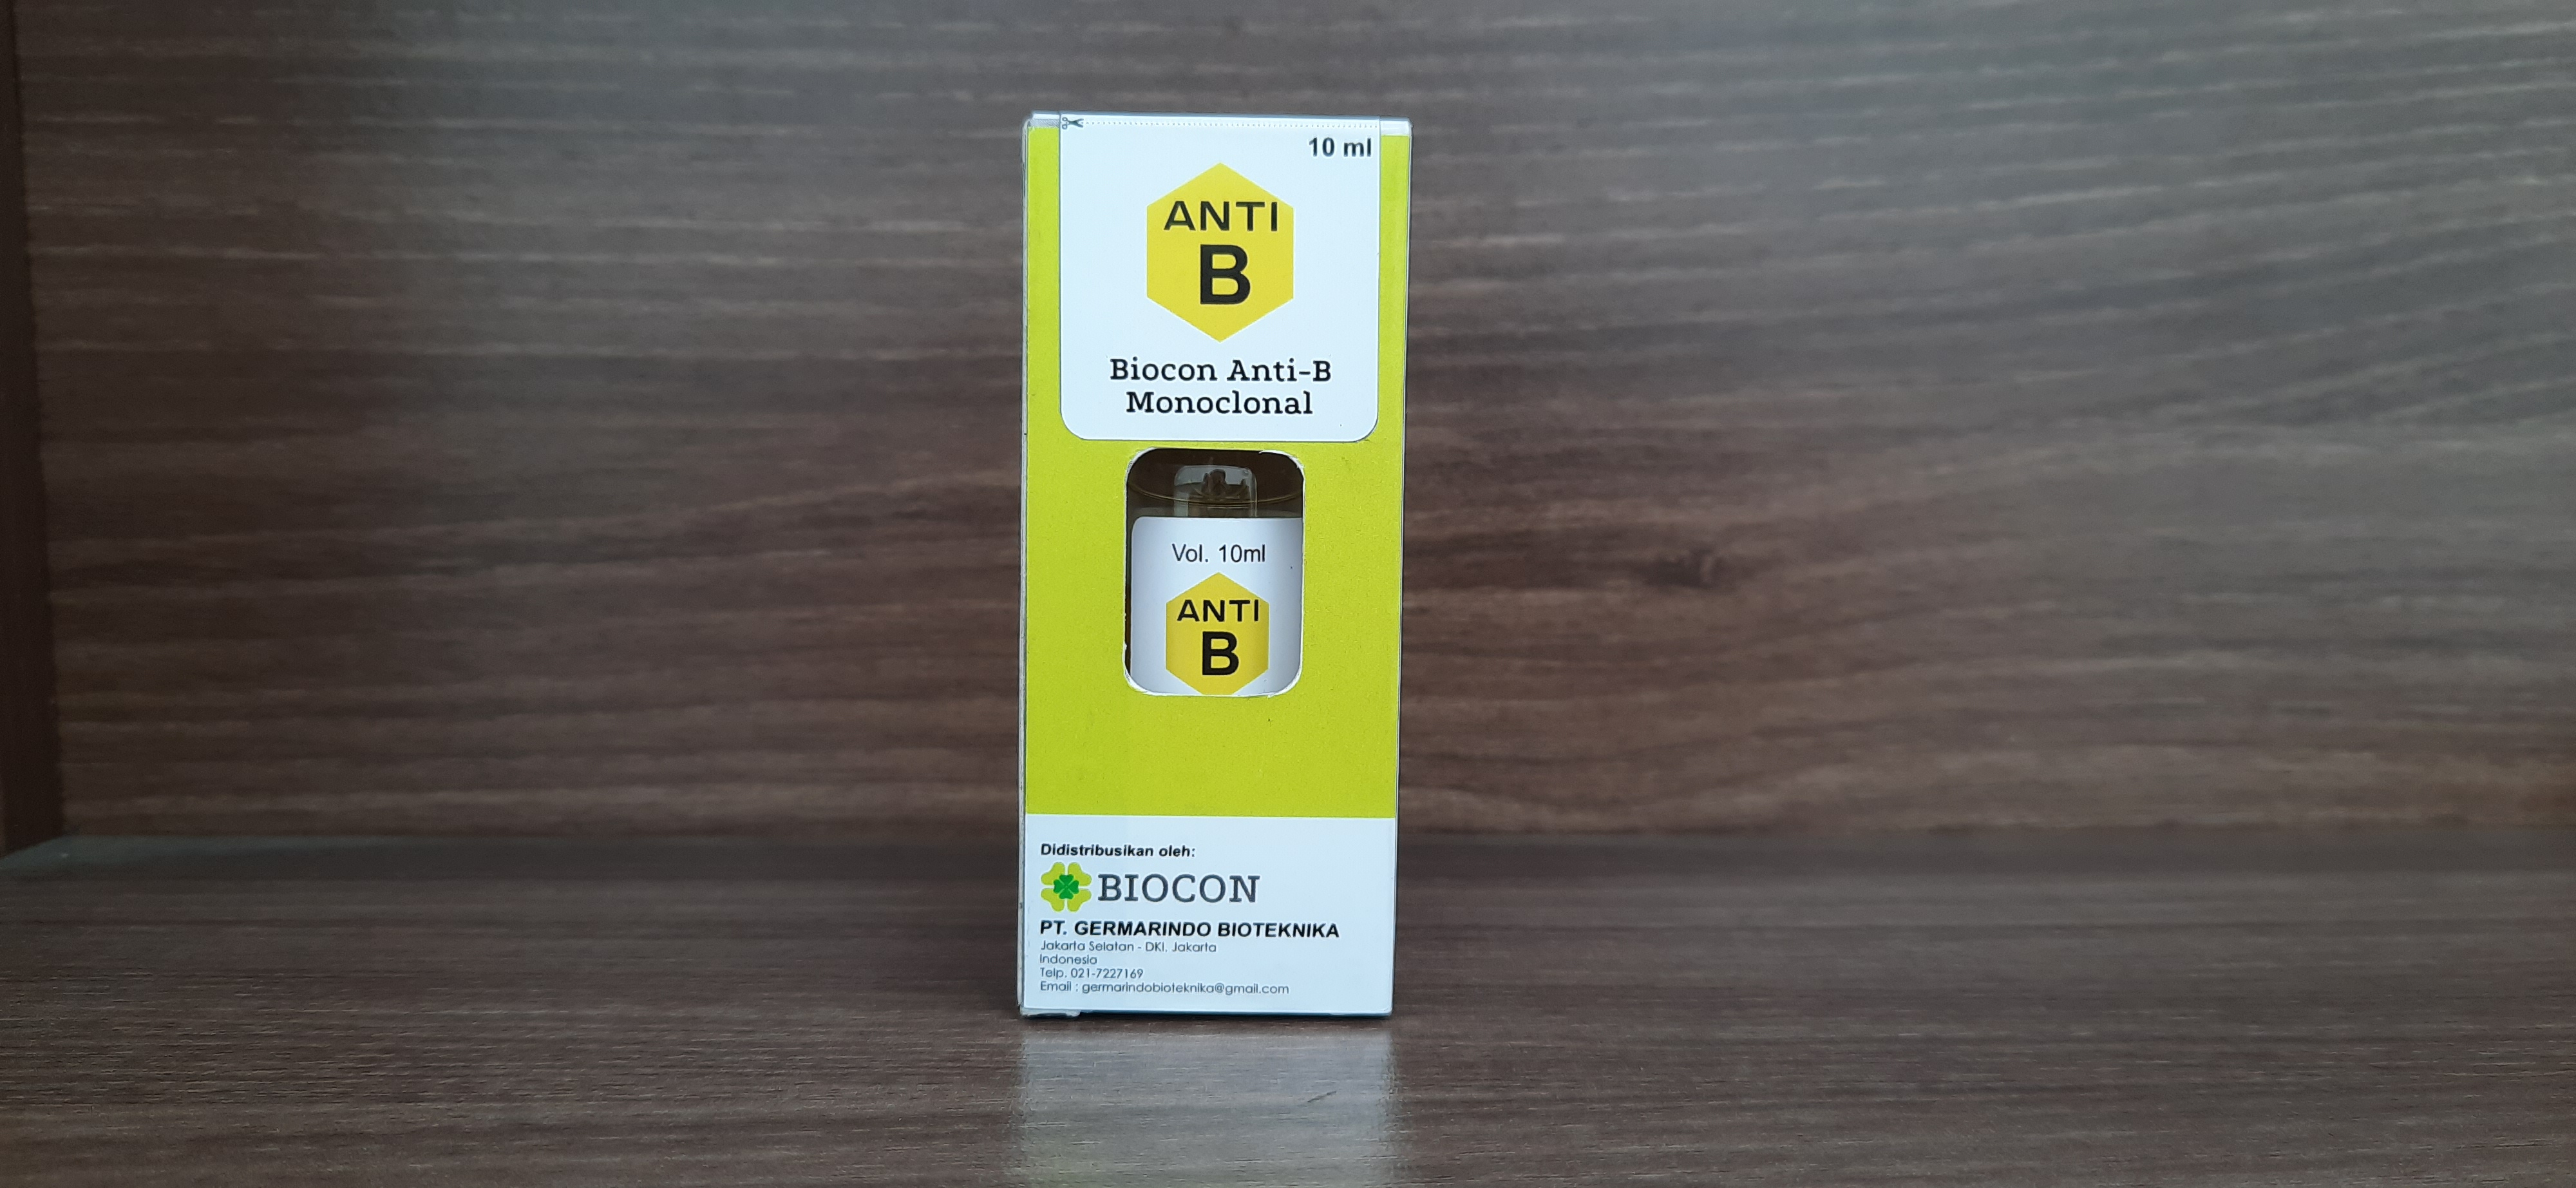 10 ml
ANTI
B
Biocon Anti-B
Monoclonal
Vol. 10ml
ANTI
B
Didistribusikan oleh:
BIOCON
PT. GERMARINDO BIOTEKNIKA
Jakarta Selatan - DKI. Jakarta
Indonesia
Telp. 021-7227169
Email : germarindobioteknika@gmail.com